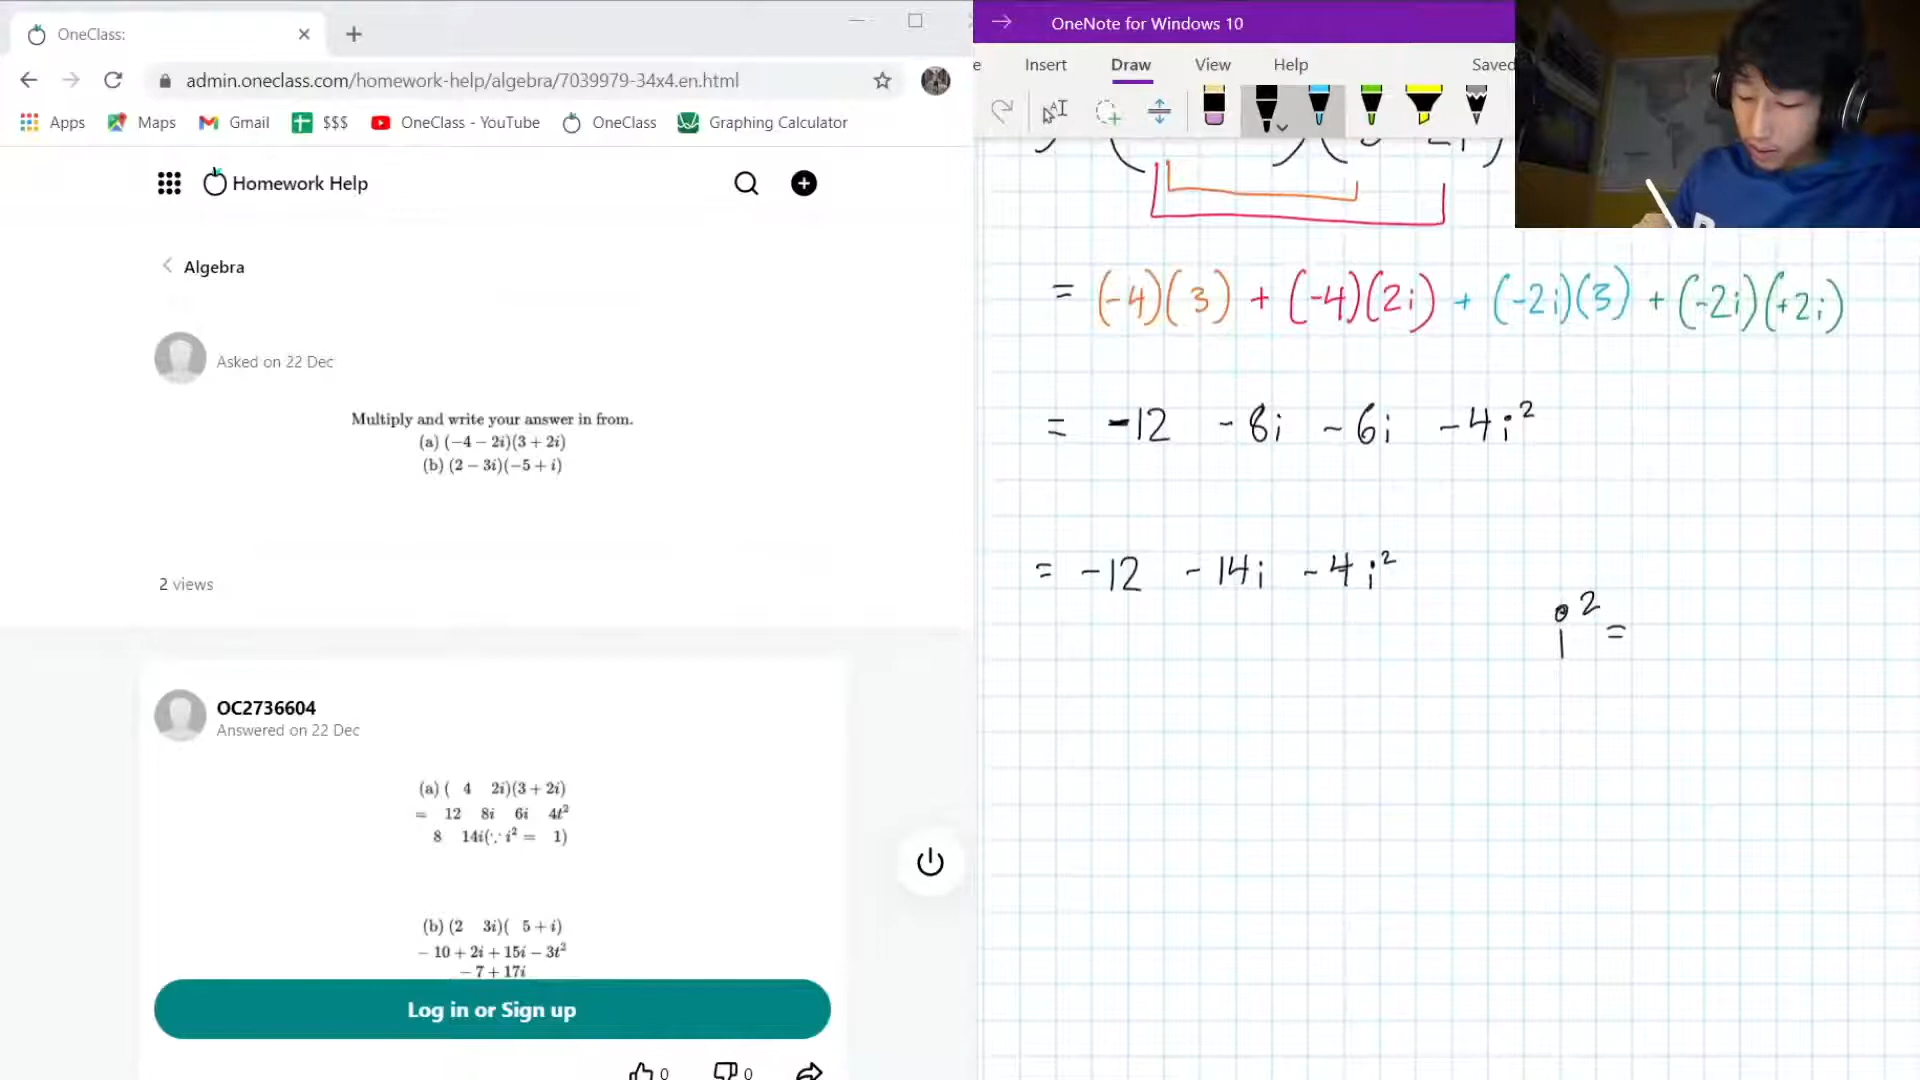 OneClass:
admin.oneclass.com/homework-help/algebra/7039979-34x4.en.html
Apps Maps Gmail $$$ OneClass - YouTube OneClass Graphing Calculator
Homework Help
Algebra
Asked on 22 Dec
Multiply and write your answer in from.
(a) (−4 − 2i)(3 + 2i)
(b) (2 − 3i)(−5 + i)
2 views
OC2736604
Answered on 22 Dec
(a) ( 4 2i)(3 + 2i)
= 12 8i 6i 4t²
8 14i(∵ i² = 1)
(b) (2 3i)( 5 + i)
− 10 + 2i + 15i − 3t²
− 7 + 17i
Log in or Sign up
0 0
OneNote for Windows 10
Insert Draw View Help Saved
= (-4)(3) + (-4)(2i) + (-2i)(3) + (-2i)(+2i)
= -12 - 8i - 6i - 4i²
= -12 - 14i - 4i²
i² =